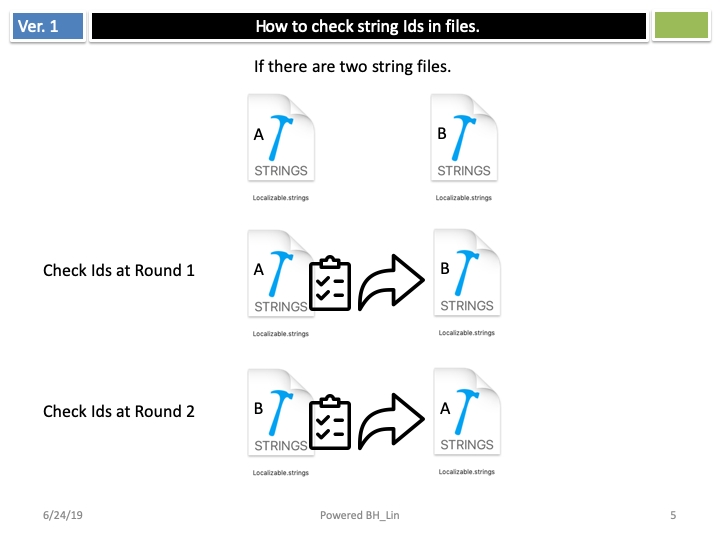 Ver. 1
How to check string Ids in files.
If there are two string files.
A
B
STRINGS
STRINGS
Localizable.strings
Localizable.strings
Check Ids at Round 1
A
B
STRINGS
STRINGS
Localizable.strings
Localizable.strings
Check Ids at Round 2
B
A
STRINGS
STRINGS
Localizable.strings
Localizable.strings
6/24/19
Powered BH_Lin
5